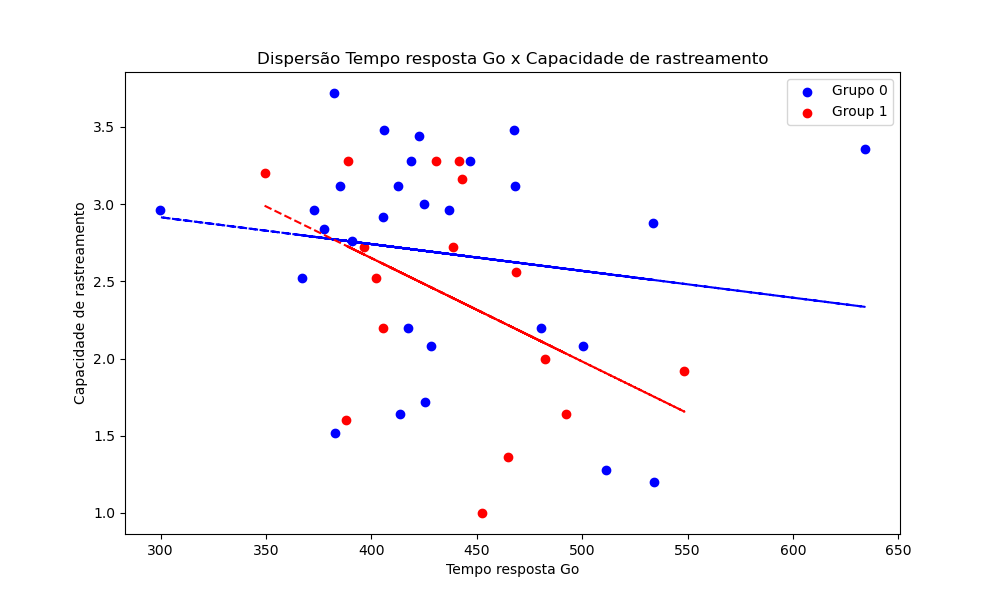 Dispersão Tempo resposta Go x Capacidade de rastreamento
Grupo 0
Group 1
Capacidade de rastreamento
3.5
3.0
2.5
2.0
1.5
1.0
300 350 400 450 500 550 600 650
Tempo resposta Go